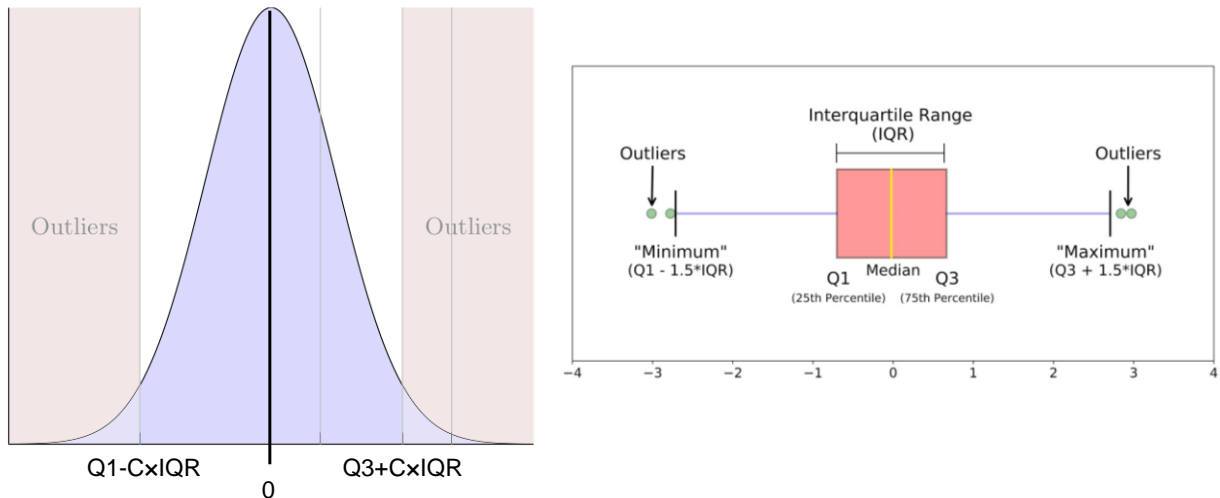 Outliers
Outliers
Q1-C×IQR
Q3+C×IQR
0
Interquartile Range
(IQR)
Outliers
Outliers
"Minimum"
(Q1 - 1.5*IQR)
"Maximum"
(Q3 + 1.5*IQR)
Q1
Median
Q3
(25th Percentile)
(75th Percentile)
−4 −3 −2 −1 0 1 2 3 4